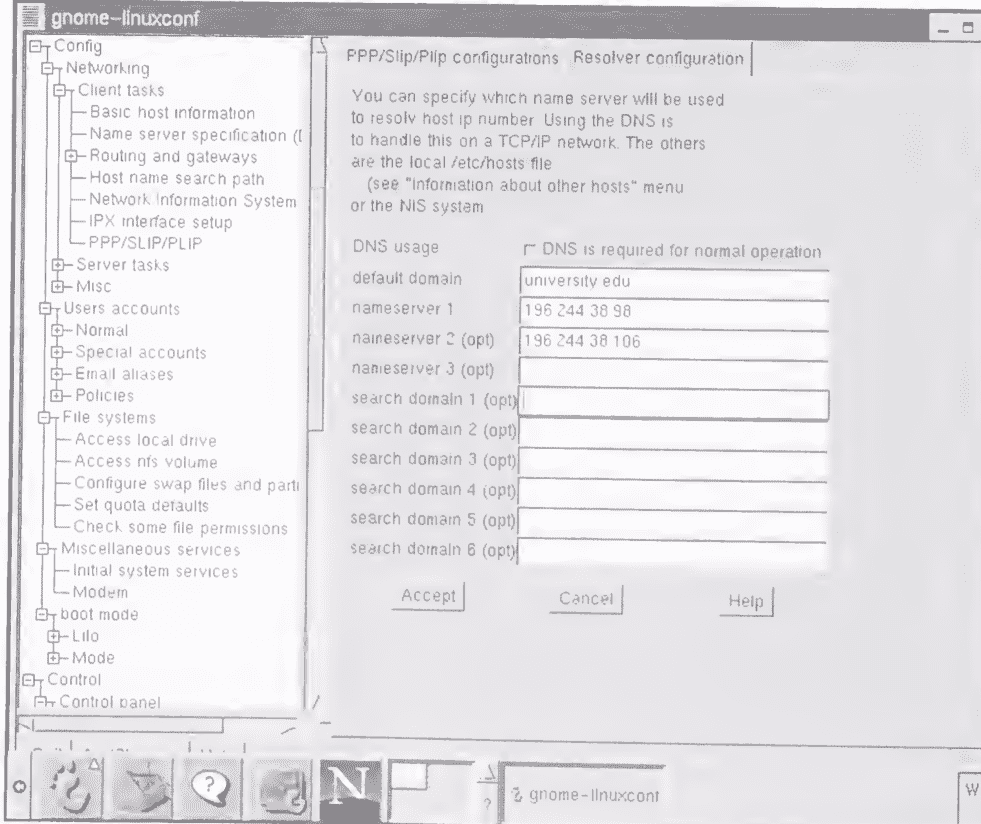 gnome-linuxconf
Config
Networking
Client tasks
Basic host information
Name server specification (
Routing and gateways
Host name search path
Network Information System
IPX interface setup
PPP/SLIP/PLIP
Server tasks
Misc
Users accounts
Normal
Special accounts
Email aliases
Policies
File systems
Access local drive
Access nfs volume
Configure swap files and parti
Set quota defaults
Check some file permissions
Miscellaneous services
Initial system services
Modem
boot mode
Lilo
Mode
Control
Control panel
PPP/Slip/Plip configurations Resolver configuration
You can specify which name server will be used
to resolv host ip number Using the DNS is
to handle this on a TCP/IP network. The others
are the local /etc/hosts file
(see "information about other hosts" menu
or the NIS system
DNS usage DNS is required for normal operation
default domain university edu
nameserver 1 196 244 38 98
nameserver 2 (opt) 196 244 38 106
nameserver 3 (opt)
search domain 1 (opt)
search domain 2 (opt)
search domain 3 (opt)
search domain 4 (opt)
search domain 5 (opt)
search domain 6 (opt)
Accept Cancel Help
? N ? gnome-linuxconf W